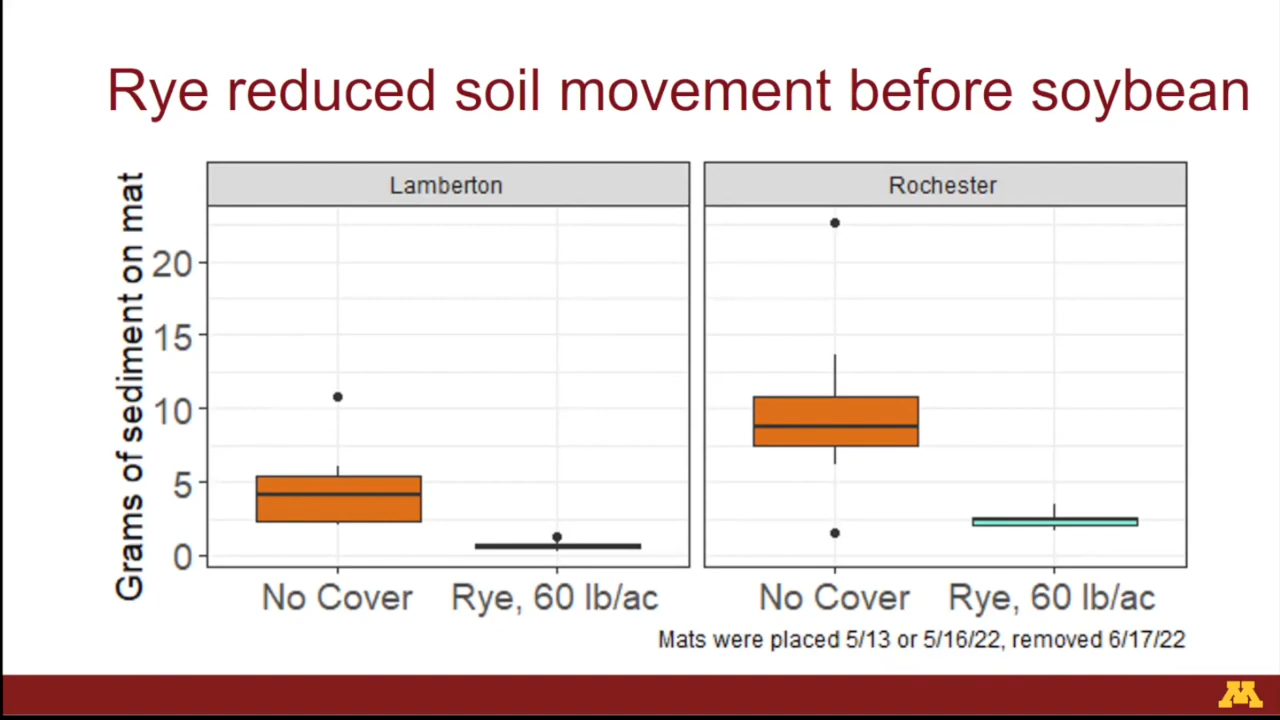 Rye reduced soil movement before soybean
Grams of sediment on mat
Lamberton
Rochester
20
15
10
5
0
No Cover
Rye, 60 lb/ac
No Cover
Rye, 60 lb/ac
Mats were placed 5/13 or 5/16/22, removed 6/17/22
M